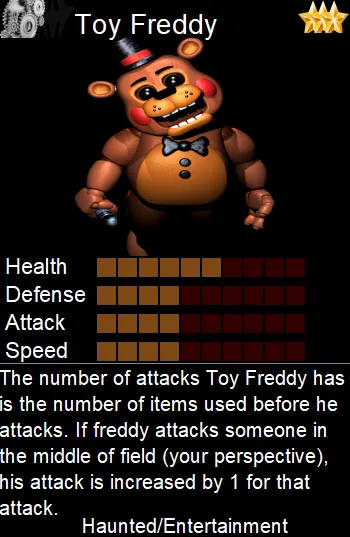 Toy Freddy
Health
Defense
Attack
Speed
The number of attacks Toy Freddy has
is the number of items used before he
attacks. If freddy attacks someone in
the middle of field (your perspective),
his attack is increased by 1 for that
attack.
Haunted/Entertainment